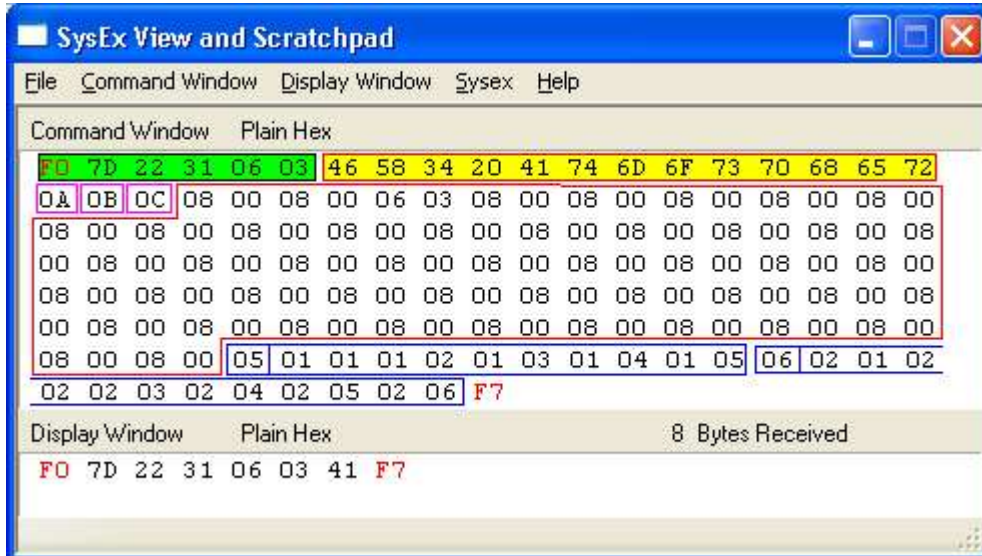 SysEx View and Scratchpad
File Command Window Display Window Sysex Help
Command Window Plain Hex
F0 7D 22 31 06 03 46 58 34 20 41 74 6D 6F 73 70 68 65 72
0A 0B 0C 08 00 08 00 06 03 08 00 08 00 08 00 08 00 08 00
08 00 08 00 08 00 08 00 08 00 08 00 08 00 08 00 08 00 08
00 08 00 08 00 08 00 08 00 08 00 08 00 08 00 08 00 08 00
08 00 08 00 08 00 08 00 08 00 08 00 08 00 08 00 08 00 08
00 08 00 08 00 08 00 08 00 08 00 08 00 08 00 08 00 08 00
08 00 08 00 05 01 01 01 02 01 03 01 04 01 05 06 02 01 02
02 02 03 02 04 02 05 02 06 F7
Display Window Plain Hex 8 Bytes Received
F0 7D 22 31 06 03 41 F7